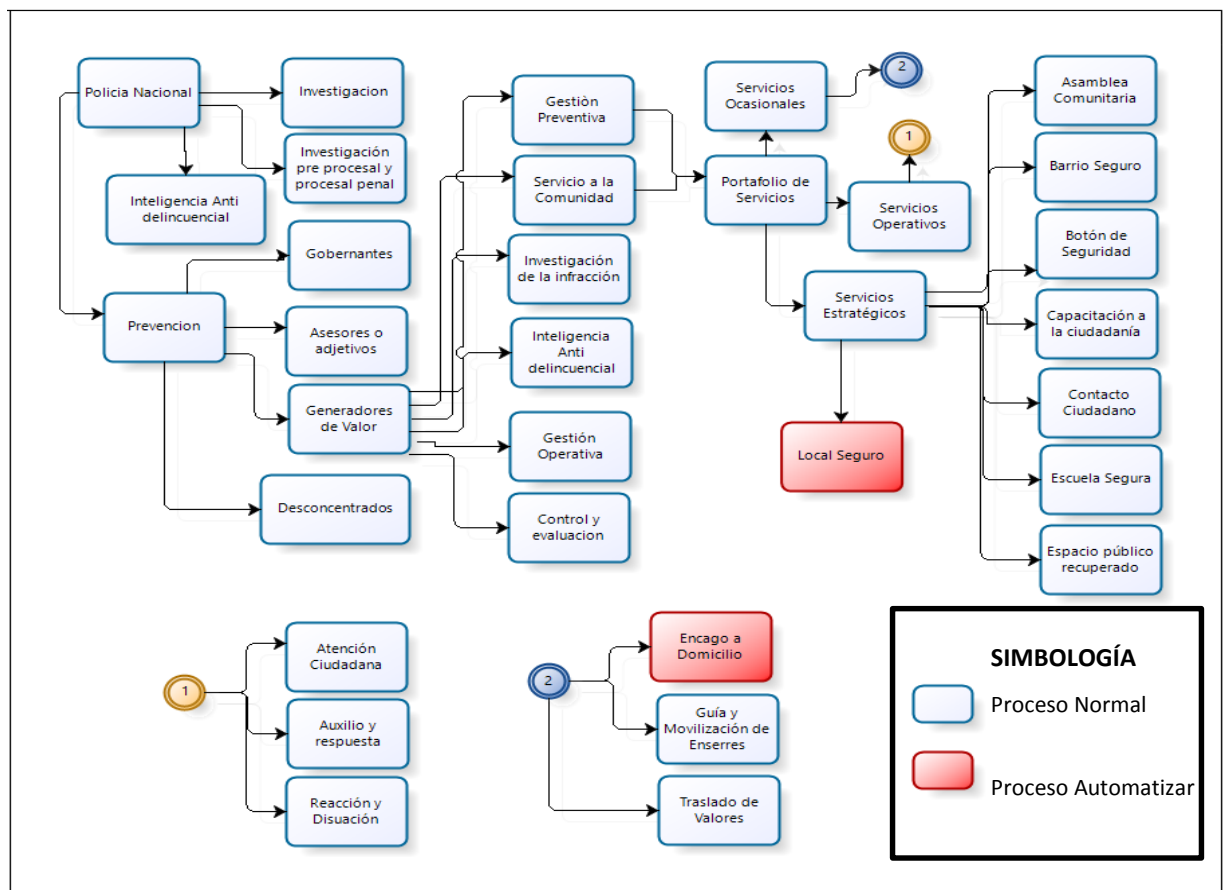 Policia Nacional
Investigacion
Investigación
pre procesal y
procesal penal
Inteligencia Anti
delincuencial
Gobernantes
Prevencion
Asesores o
adjetivos
Generadores
de Valor
Desconcentrados
Gestiòn
Preventiva
Servicio a la
Comunidad
Investigación
de la infracción
Inteligencia
Anti
delincuencial
Gestión
Operativa
Control y
evaluacion
Servicios
Ocasionales
2
1
Portafolio de
Servicios
Servicios
Operativos
Servicios
Estratégicos
Local Seguro
Asamblea
Comunitaria
Barrio Seguro
Botón de
Seguridad
Capacitación a
la ciudadanía
Contacto
Ciudadano
Escuela Segura
Espacio público
recuperado
1
Atención
Ciudadana
Auxilio y
respuesta
Reacción y
Disuación
2
Encago a
Domicilio
Guía y
Movilización de
Enserres
Traslado de
Valores
SIMBOLOGÍA
Proceso Normal
Proceso Automatizar